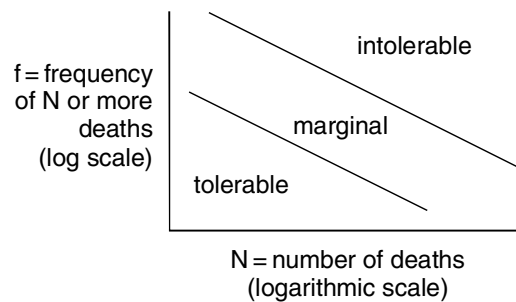 intolerable
f = frequency
of N or more
deaths
(log scale)
marginal
tolerable
N = number of deaths
(logarithmic scale)